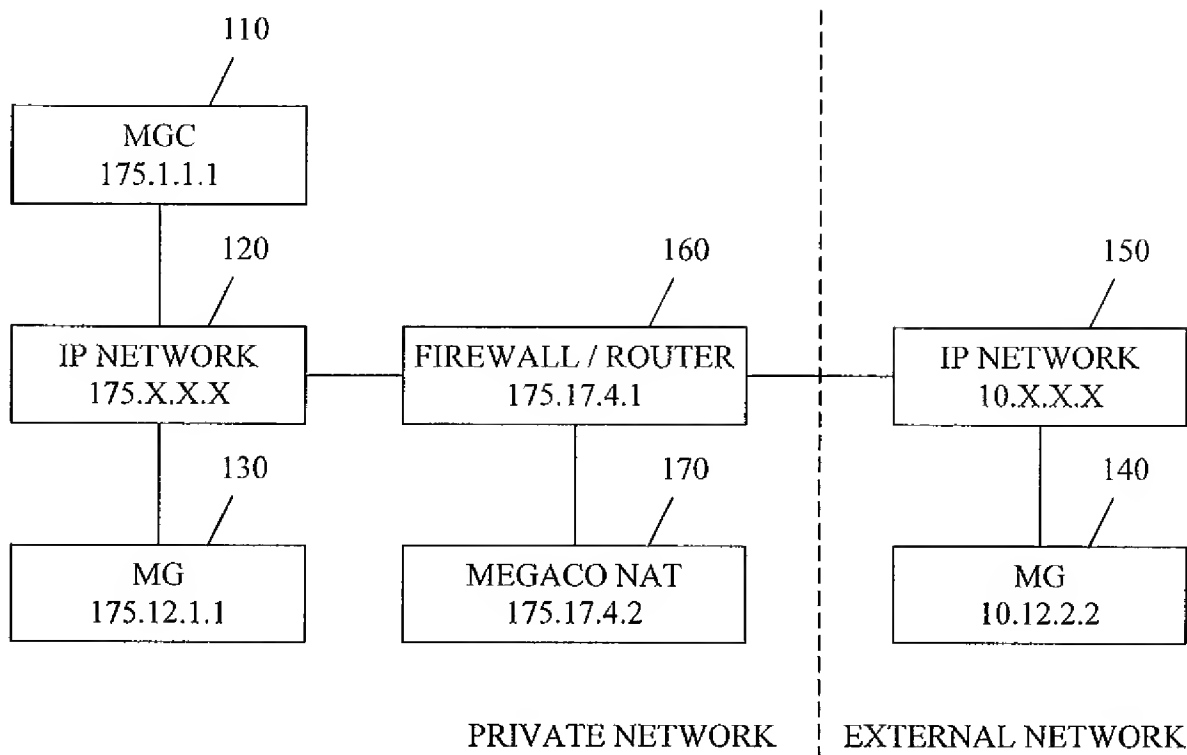 110
MGC
175.1.1.1
120
160
150
IP NETWORK
175.X.X.X
FIREWALL / ROUTER
175.17.4.1
IP NETWORK
10.X.X.X
130
170
140
MG
175.12.1.1
MEGACO NAT
175.17.4.2
MG
10.12.2.2
PRIVATE NETWORK
EXTERNAL NETWORK